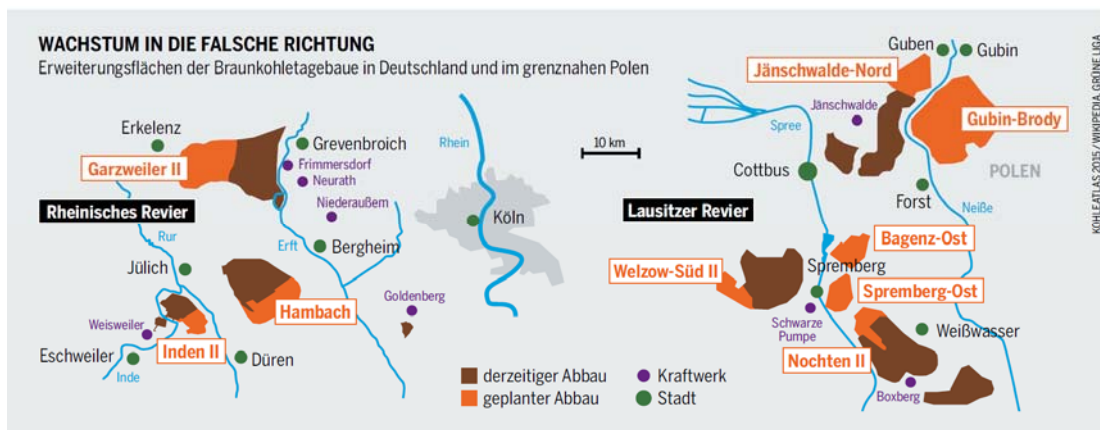 WACHSTUM IN DIE FALSCHE RICHTUNG
Erweiterungsflächen der Braunkohletagebaue in Deutschland und im grenznahen Polen
Erkelenz
Garzweiler II
Grevenbroich
Frimmersdorf
Neurath
Niederaußem
Rheinisches Revier
Rur
Erft
Bergheim
Jülich
Hambach
Goldenberg
Weisweiler
Inden II
Eschweiler
Düren
Inde
Rhein
Köln
10 km
Guben
Gubin
Jänschwalde-Nord
Jänschwalde
Gubin-Brody
Spree
Cottbus
POLEN
Forst
Neiße
Lausitzer Revier
Bagenz-Ost
Welzow-Süd II
Spremberg
Spremberg-Ost
Schwarze
Pumpe
Weißwasser
Nochten II
Boxberg
derzeitiger Abbau
geplanter Abbau
Kraftwerk
Stadt
KOHLEATLAS 2015 / WIKIPEDIA, GRÜNE LIGA